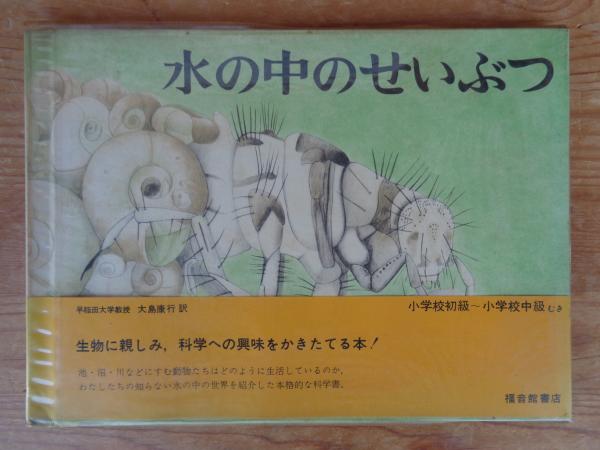 水の中のせいぶつ
早稲田大学教授 大島康行 訳
小学校初級～小学校中級 むき
生物に親しみ，科学への興味をかきたてる本！
池・沼・川などにすむ動物たちはどのように生活しているのか，
わたしたちの知らない水の中の世界を紹介した本格的な科学書。
福音館書店